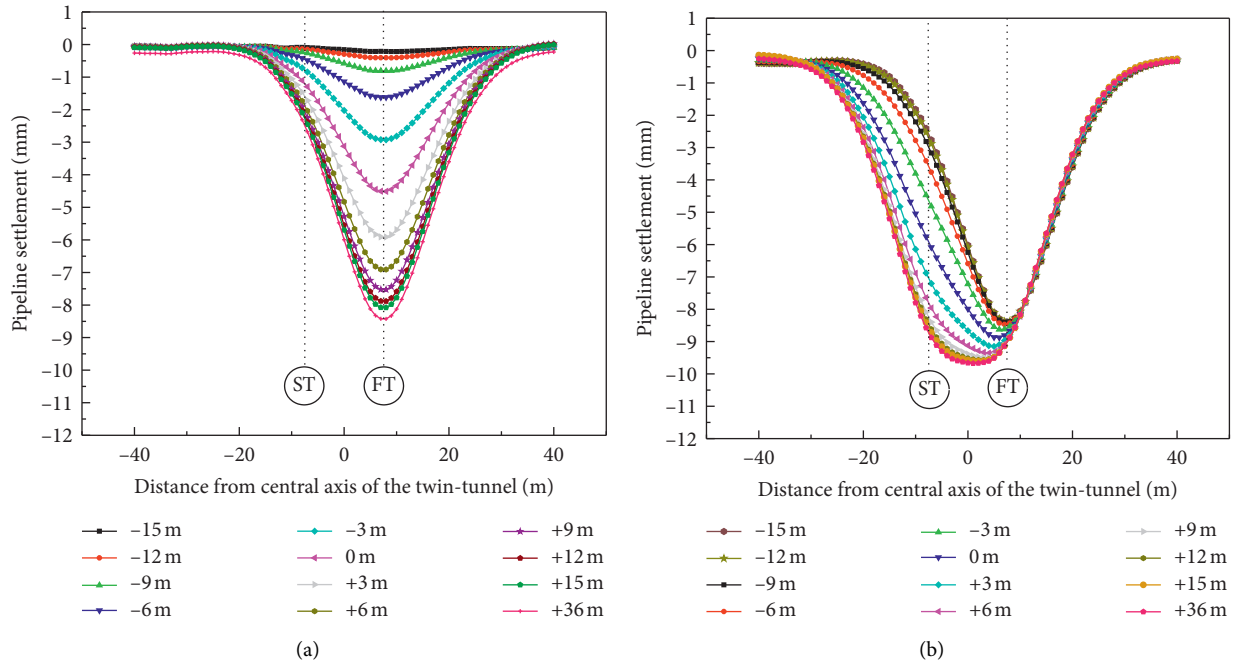 1
0
–1
–2
–3
–4
–5
–6
–7
–8
–9
–10
–11
–12
Pipeline settlement (mm)
ST
FT
–40 –20 0 20 40
Distance from central axis of the twin-tunnel (m)
–15 m –3 m +9 m
–12 m 0 m +12 m
–9 m +3 m +15 m
–6 m +6 m +36 m
(a)
1
0
–1
–2
–3
–4
–5
–6
–7
–8
–9
–10
–11
–12
Pipeline settlement (mm)
ST
FT
–40 –20 0 20 40
Distance from central axis of the twin-tunnel (m)
–15 m –3 m +9 m
–12 m 0 m +12 m
–9 m +3 m +15 m
–6 m +6 m +36 m
(b)